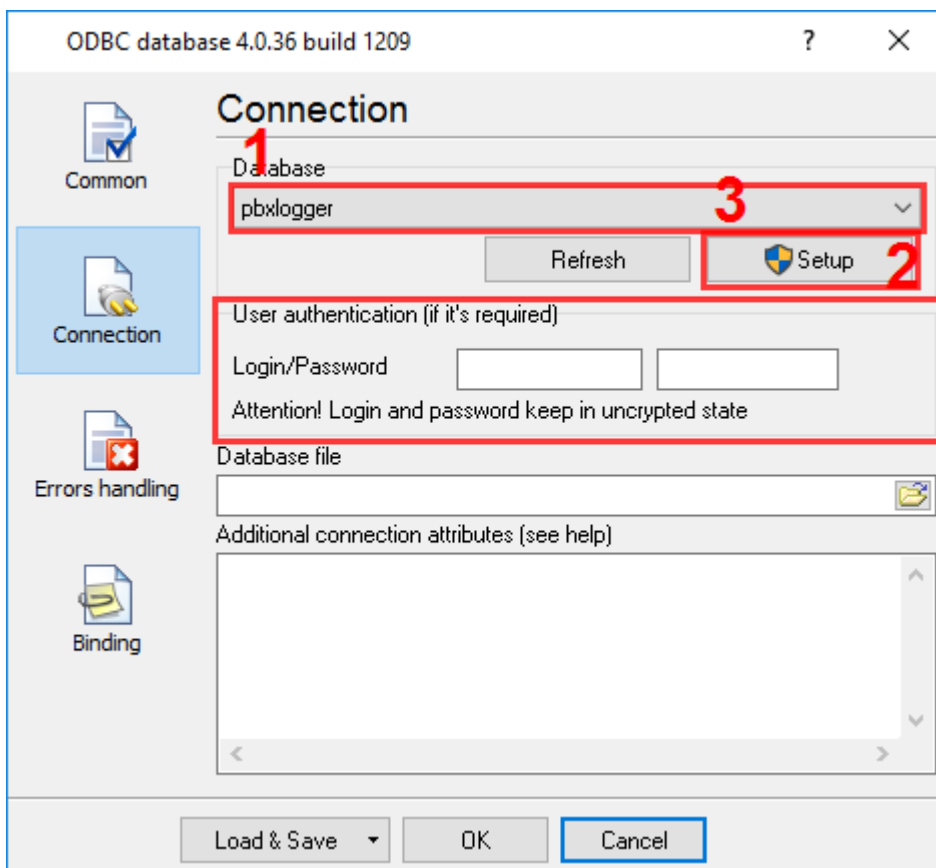 ODBC database 4.0.36 build 1209
?
Common
Connection
Errors handling
Binding
Connection
1
Database
pbxlogger
3
Refresh
Setup
2
User authentication (if it's required)
Login/Password
Attention! Login and password keep in uncrypted state
Database file
Additional connection attributes (see help)
Load & Save
OK
Cancel